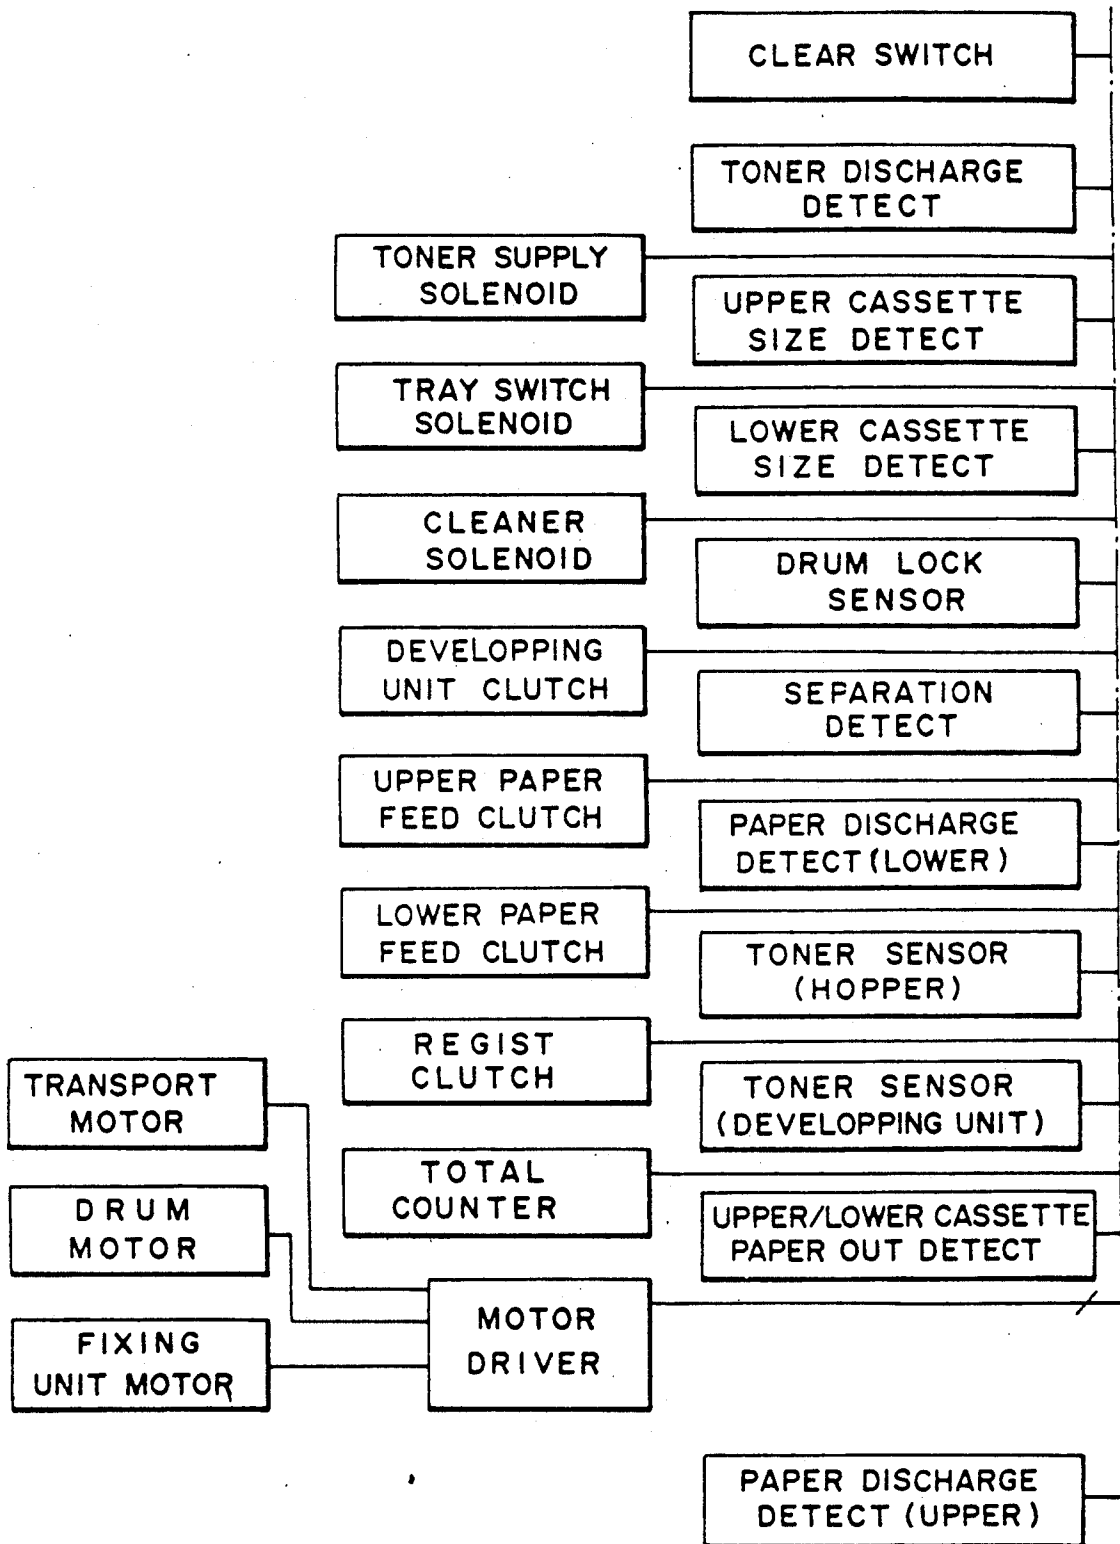 CLEAR SWITCH
TONER DISCHARGE
DETECT
TONER SUPPLY
SOLENOID
UPPER CASSETTE
SIZE DETECT
TRAY SWITCH
SOLENOID
LOWER CASSETTE
SIZE DETECT
CLEANER
SOLENOID
DRUM LOCK
SENSOR
DEVELOPPING
UNIT CLUTCH
SEPARATION
DETECT
UPPER PAPER
FEED CLUTCH
PAPER DISCHARGE
DETECT (LOWER)
LOWER PAPER
FEED CLUTCH
TONER SENSOR
(HOPPER)
REGIST
CLUTCH
TRANSPORT
MOTOR
TONER SENSOR
(DEVELOPPING UNIT)
TOTAL
COUNTER
DRUM
MOTOR
UPPER/LOWER CASSETTE
PAPER OUT DETECT
MOTOR
DRIVER
FIXING
UNIT MOTOR
PAPER DISCHARGE
DETECT (UPPER)